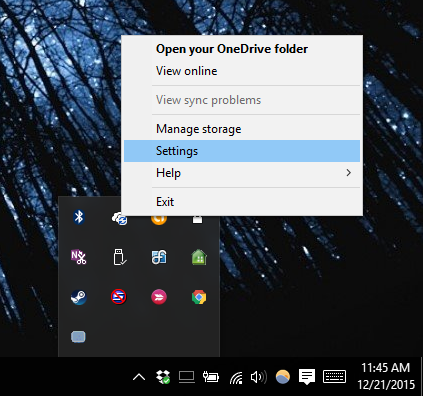 Open your OneDrive folder
View online
View sync problems
Manage storage
Settings
Help
Exit
N
11:45 AM
12/21/2015